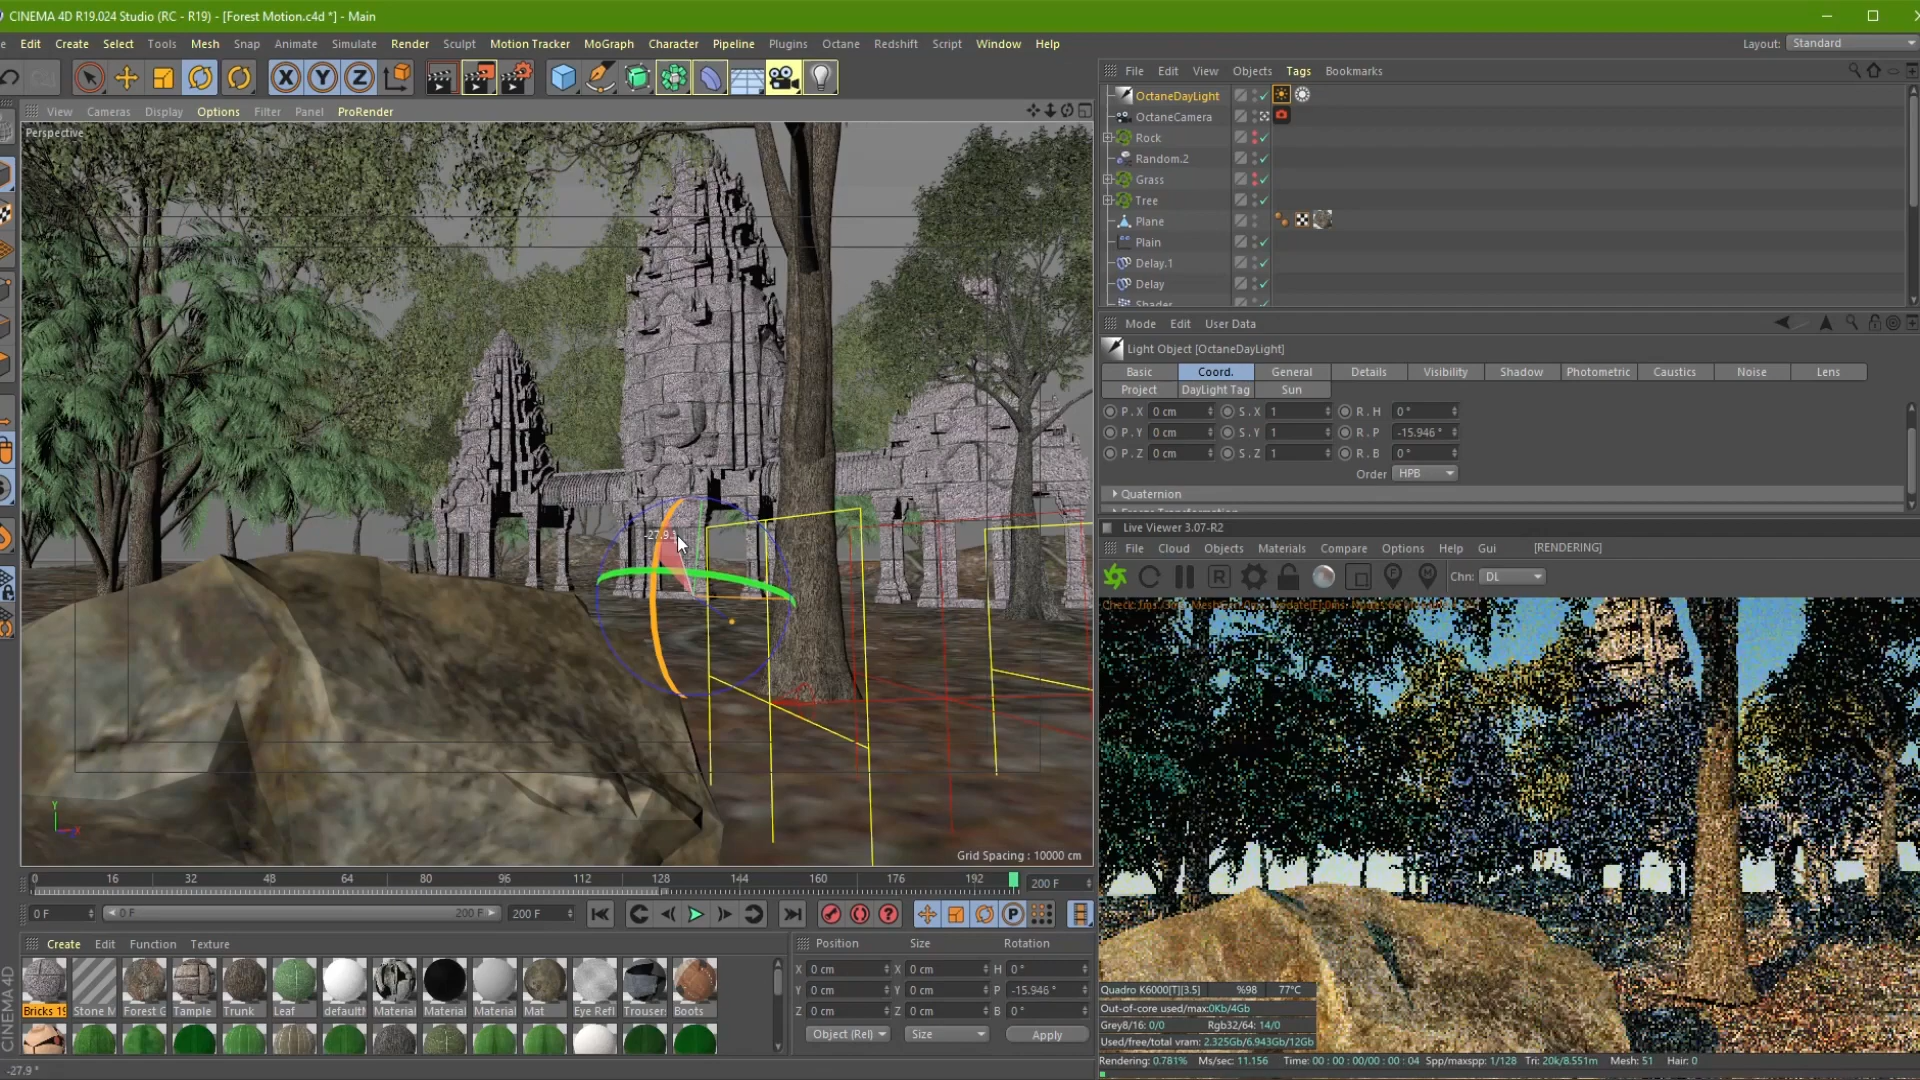 CINEMA 4D R19.024 Studio (RC - R19) - [Forest Motion.c4d *] - Main
Edit Create Select Tools Mesh Snap Animate Simulate Render Sculpt Motion Tracker MoGraph Character Pipeline Plugins Octane Redshift Script Window Help
Layout: Standard
X Y Z
View Cameras Display Options Filter Panel ProRender
Perspective
-27.9 °
Y
X
Grid Spacing : 10000 cm
0 16 32 48 64 80 96 112 128 144 160 176 192 200 F
0 F 0 F 200 F 200 F
P
Create Edit Function Texture
Bricks 19 Stone M Forest G Tample Trunk Leaf default Material Material Material Mat Eye Refl Trouser Boots
CINEMA 4D
Position Size Rotation
X 0 cm X 0 cm H 0 °
Y 0 cm Y 0 cm P -15.946 °
Z 0 cm Z 0 cm B 0 °
Object (Rel) Size Apply
-27.9 °
File Edit View Objects Tags Bookmarks
OctaneDayLight
OctaneCamera
Rock
Random.2
Grass
Tree
Plane
Plain
Delay.1
Delay
Shader
Mode Edit User Data
Light Object [OctaneDayLight]
Basic Coord. General Details Visibility Shadow Photometric Caustics Noise Lens
Project DayLight Tag Sun
P . X 0 cm S . X 1 R . H 0 °
P . Y 0 cm S . Y 1 R . P -15.946 °
P . Z 0 cm S . Z 1 R . B 0 °
Order HPB
Quaternion
Live Viewer 3.07-R2
File Cloud Objects Materials Compare Options Help Gui [RENDERING]
R F M Chn: DL
Quadro K6000[T][3.5] %98 77°C
Out-of-core used/max:0Kb/4Gb
Grey8/16: 0/0 Rgb32/64: 14/0
Used/free/total vram: 2.325Gb/6.943Gb/12Gb
Rendering: 0.781% Ms/sec: 11.156 Time: 00 : 00 : 00/00 : 00 : 04 Spp/maxspp: 1/128 Tri: 20k/8.551m Mesh: 51 Hair: 0